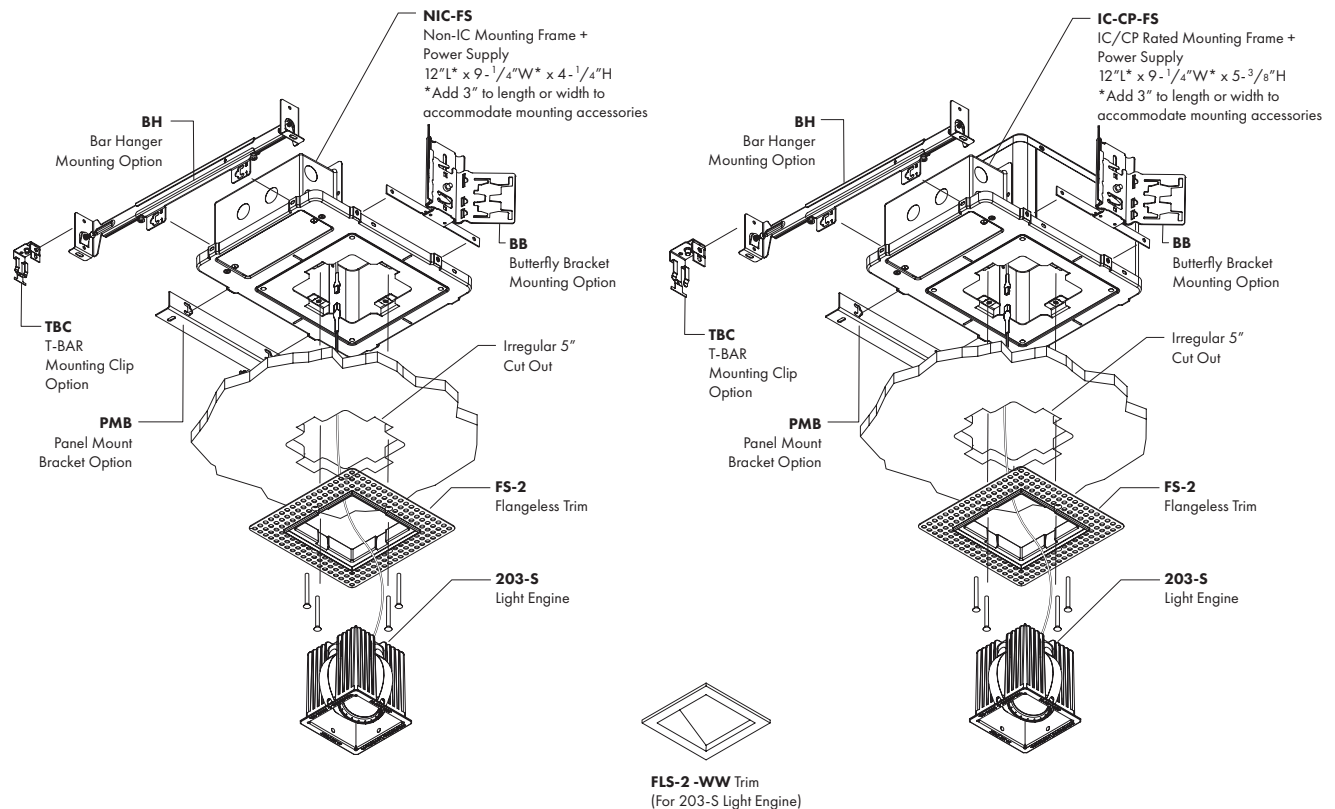 NIC-FS
Non-IC Mounting Frame +
Power Supply
12"L* x 9-1/4"W* x 4-1/4"H
*Add 3" to length or width to
accommodate mounting accessories
BH
Bar Hanger
Mounting Option
BB
Butterfly Bracket
Mounting Option
TBC
T-BAR
Mounting Clip
Option
Irregular 5"
Cut Out
PMB
Panel Mount
Bracket Option
FS-2
Flangeless Trim
203-S
Light Engine
IC-CP-FS
IC/CP Rated Mounting Frame +
Power Supply
12"L* x 9-1/4"W* x 5-3/8"H
*Add 3" to length or width to
accommodate mounting accessories
BH
Bar Hanger
Mounting Option
BB
Butterfly Bracket
Mounting Option
TBC
T-BAR
Mounting Clip
Option
Irregular 5"
Cut Out
PMB
Panel Mount
Bracket Option
FS-2
Flangeless Trim
203-S
Light Engine
FLS-2 -WW Trim
(For 203-S Light Engine)